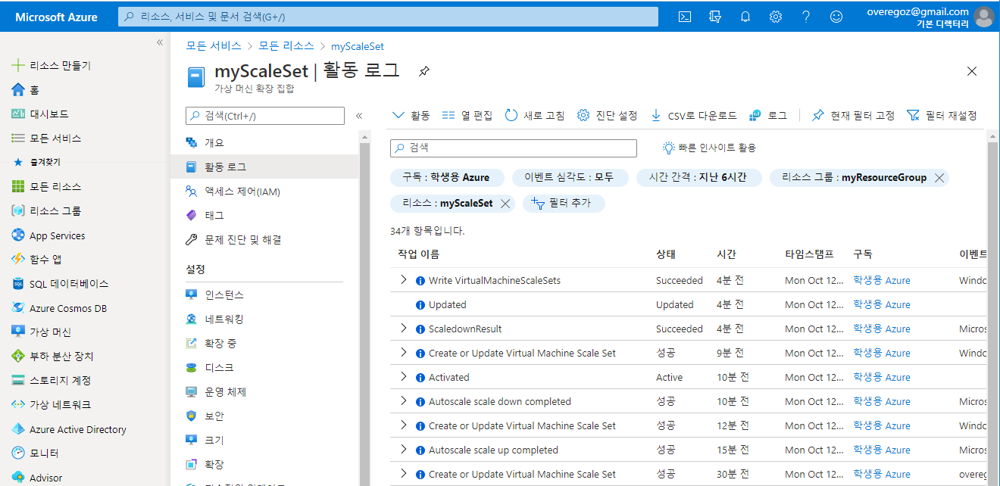 Microsoft Azure
리소스, 서비스 및 문서 검색(G+/)
overegoz@gmail.com
기본 디렉터리
«
리소스 만들기
홈
대시보드
모든 서비스
즐겨찾기
모든 리소스
리소스 그룹
App Services
함수 앱
SQL 데이터베이스
Azure Cosmos DB
가상 머신
부하 분산 장치
스토리지 계정
가상 네트워크
Azure Active Directory
모니터
Advisor
모든 서비스 > 모든 리소스 > myScaleSet
myScaleSet | 활동 로그
가상 머신 확장 집합
검색(Ctrl+/) «
개요
활동 로그
액세스 제어(IAM)
태그
문제 진단 및 해결
설정
인스턴스
네트워킹
확장 중
디스크
운영 체제
보안
크기
확장
활동 열 편집 새로 고침 진단 설정 CSV로 다운로드 로그 현재 필터 고정 필터 재설정
검색 빠른 인사이트 활용
구독 : 학생용 Azure 이벤트 심각도 : 모두 시간 간격 : 지난 6시간 리소스 그룹 : myResourceGroup
리소스 : myScaleSet 필터 추가
34개 항목입니다.
작업 이름 상태 시간 타임스탬프 구독 이벤트
Write VirtualMachineScaleSets Succeeded 4분 전 Mon Oct 12... 학생용 Azure Windo
Updated Updated 4분 전 Mon Oct 12... 학생용 Azure
ScaledownResult Succeeded 4분 전 Mon Oct 12... 학생용 Azure Micros
Create or Update Virtual Machine Scale Set 성공 9분 전 Mon Oct 12... 학생용 Azure Windo
Activated Active 10분 전 Mon Oct 12... 학생용 Azure
Autoscale scale down completed 성공 10분 전 Mon Oct 12... 학생용 Azure Micros
Create or Update Virtual Machine Scale Set 성공 12분 전 Mon Oct 12... 학생용 Azure Windo
Autoscale scale up completed 성공 15분 전 Mon Oct 12... 학생용 Azure Micros
Create or Update Virtual Machine Scale Set 성공 30분 전 Mon Oct 12... 학생용 Azure overeg